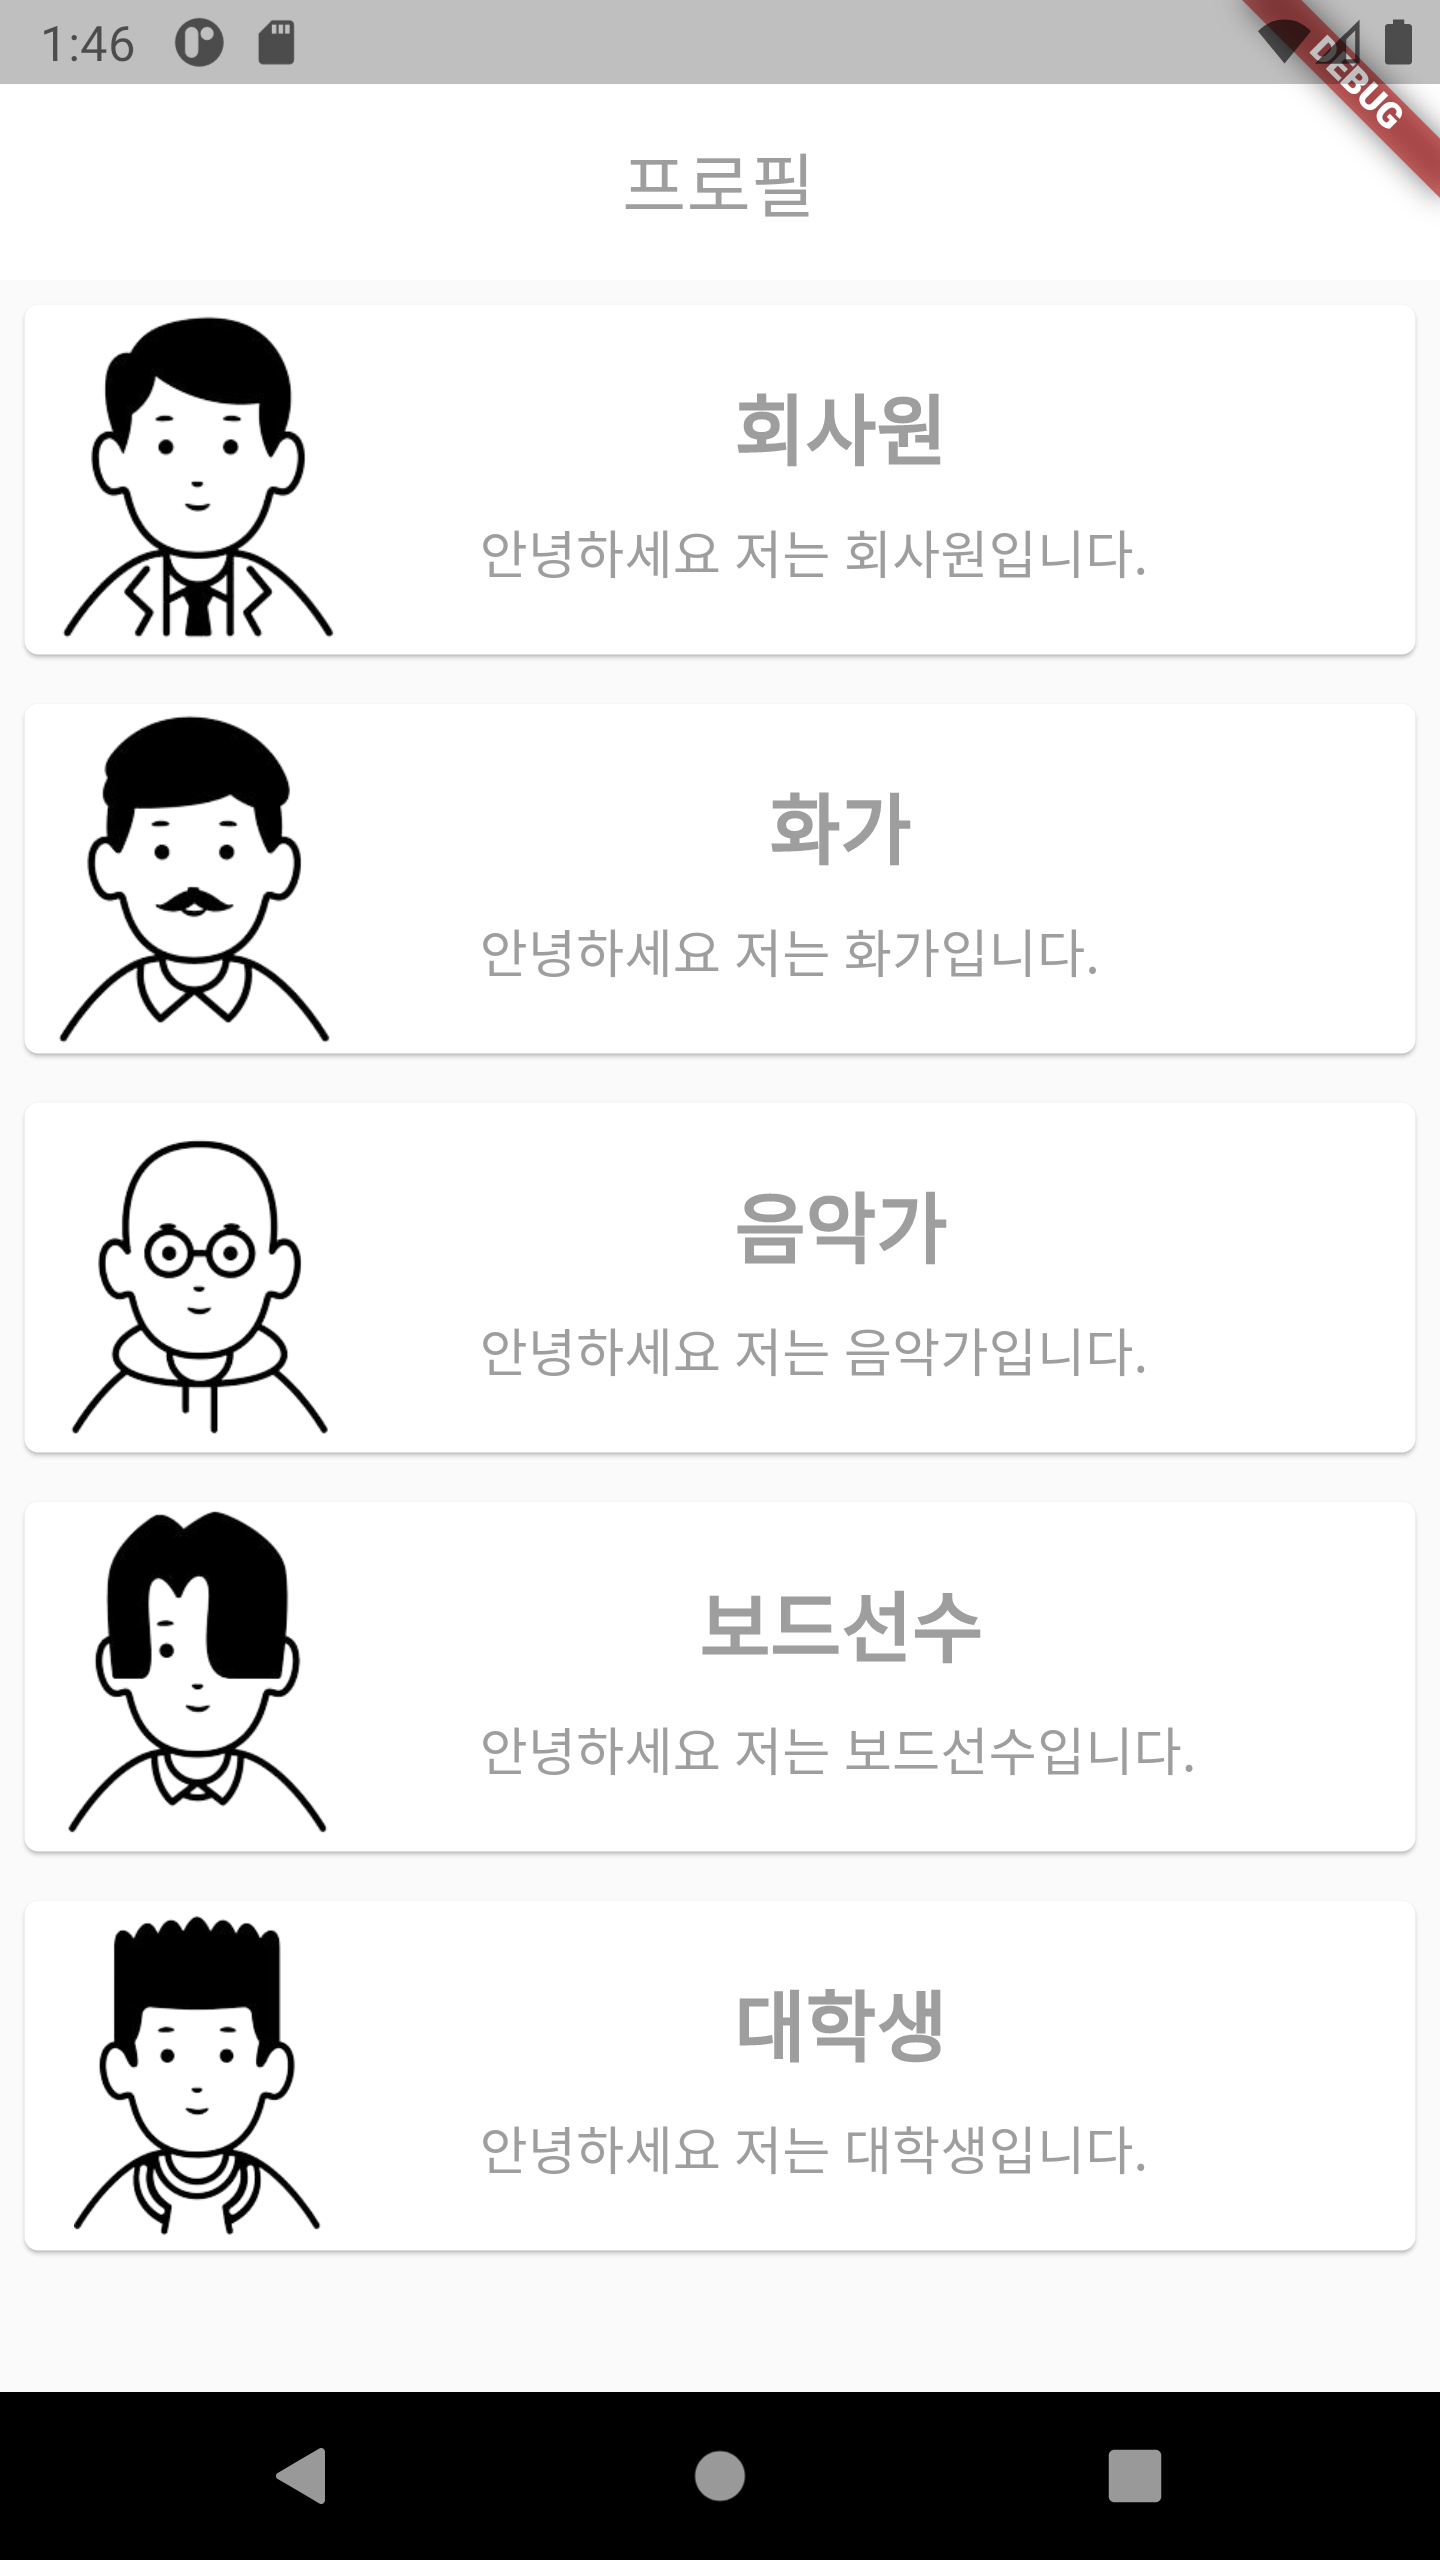 1:46
DEBUG
프로필
회사원
안녕하세요 저는 회사원입니다.
화가
안녕하세요 저는 화가입니다.
음악가
안녕하세요 저는 음악가입니다.
보드선수
안녕하세요 저는 보드선수입니다.
대학생
안녕하세요 저는 대학생입니다.